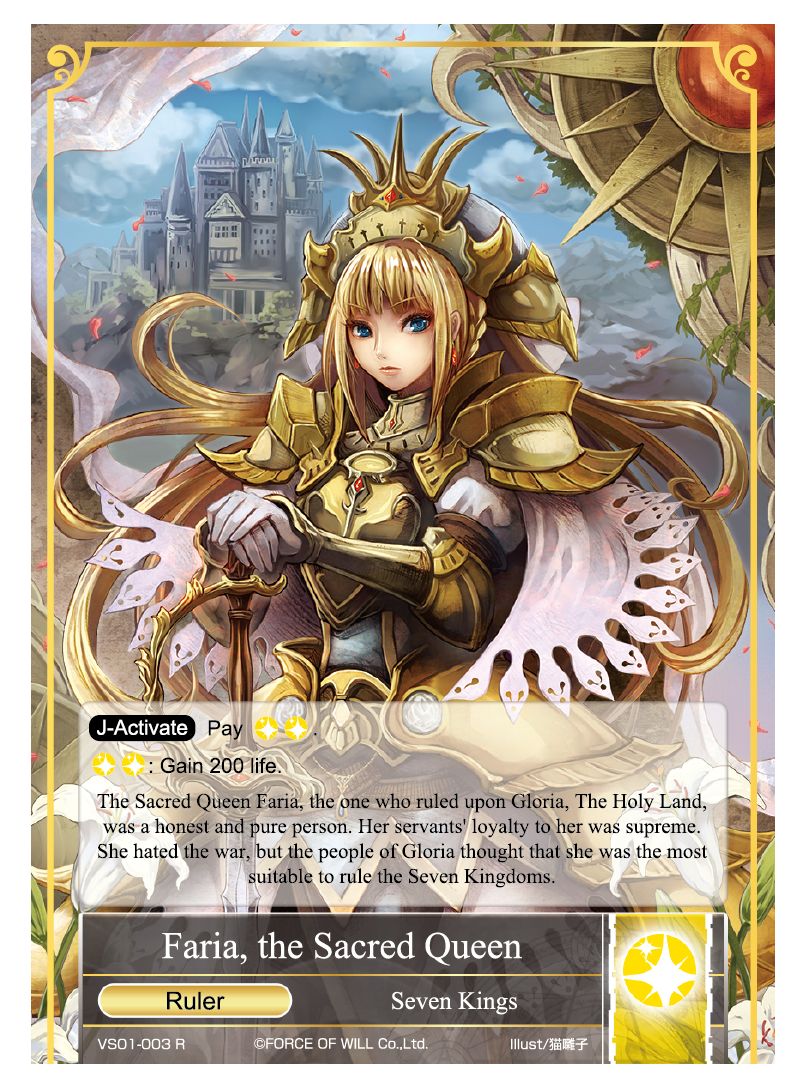 J-Activate Pay .
: Gain 200 life.
The Sacred Queen Faria, the one who ruled upon Gloria, The Holy Land,
was a honest and pure person. Her servants' loyalty to her was supreme.
She hated the war, but the people of Gloria thought that she was the most
suitable to rule the Seven Kingdoms.
Faria, the Sacred Queen
Ruler Seven Kings
VS01-003 R ©FORCE OF WILL Co.,Ltd. Illust/猫囃子